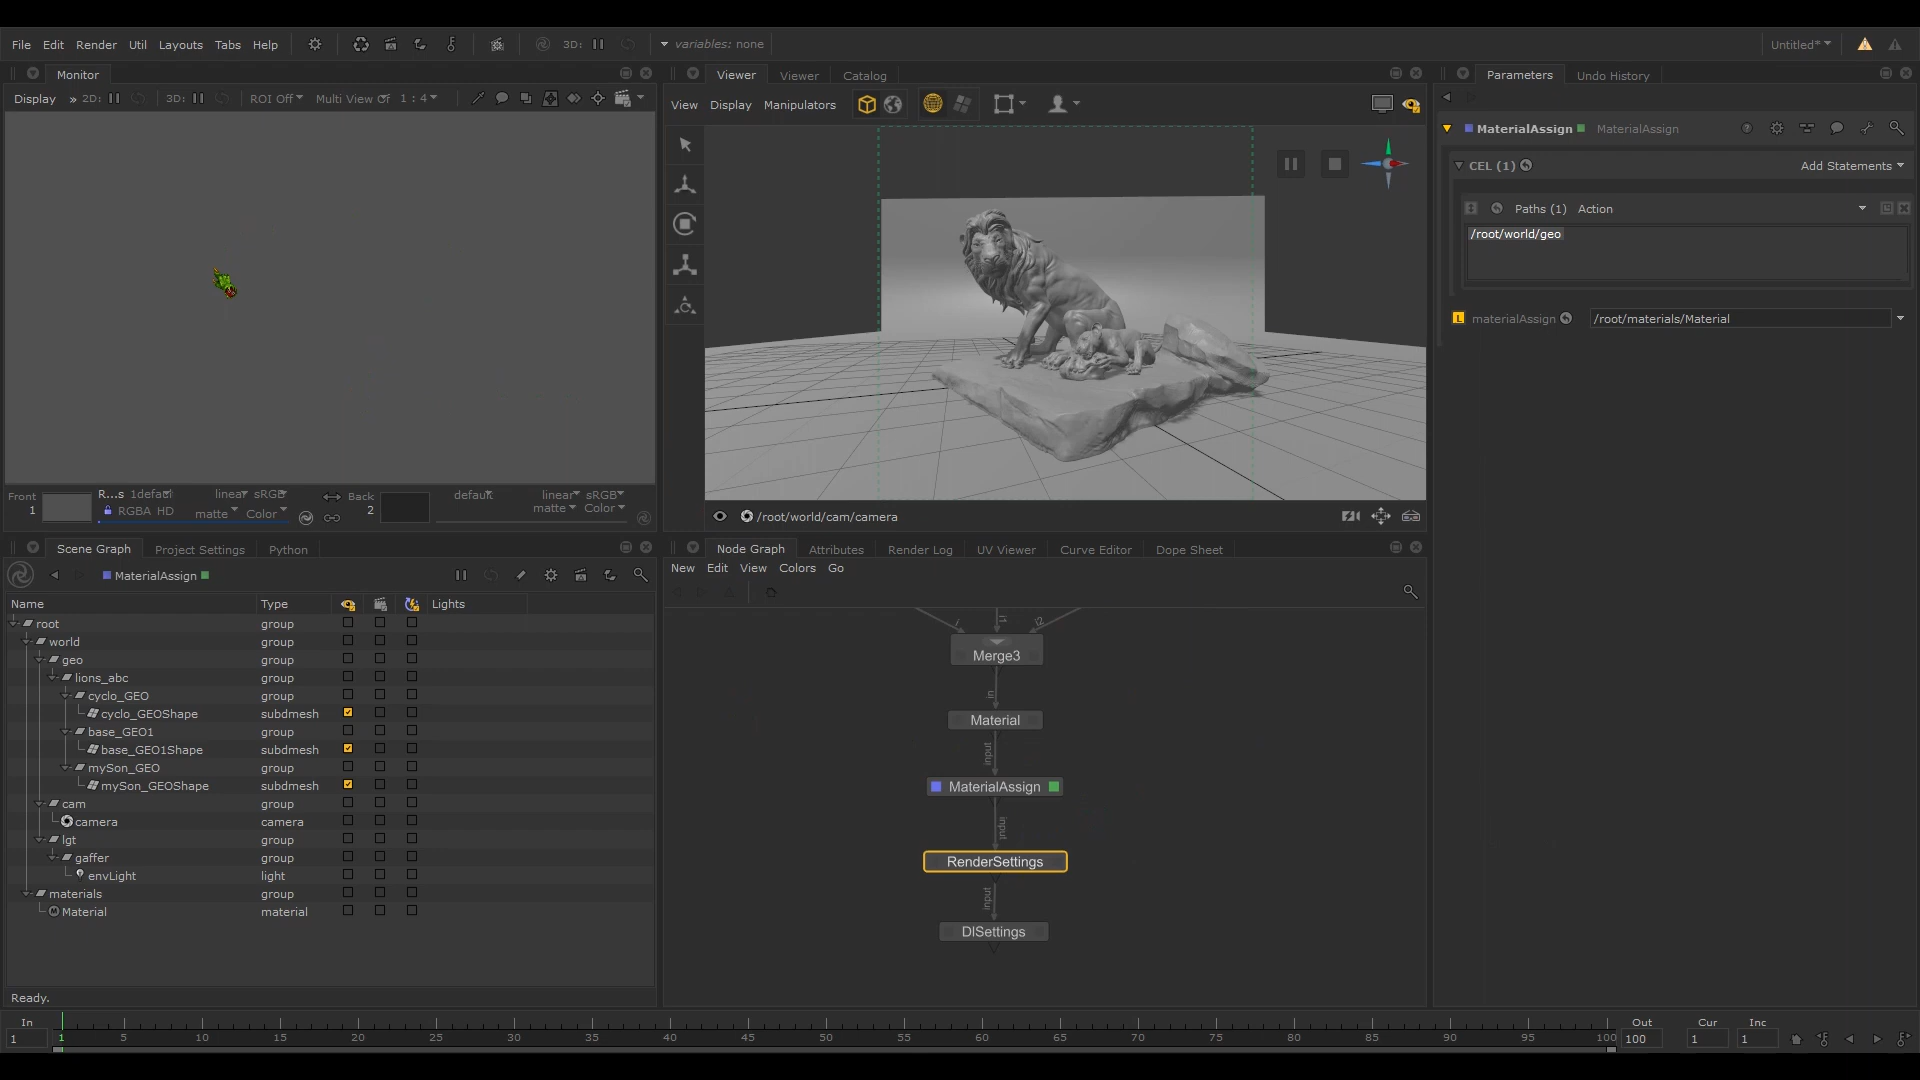 File Edit Render Util Layouts Tabs Help 3D: variables: none Untitled*
Monitor
Display » 2D: 3D: ROI Off Multi View Of 1 : 4
Front
1
R...s 1default linear sRGB
RGBA HD matte Color
Back
2
default linear sRGB
matte Color
Viewer Viewer Catalog
View Display Manipulators
/root/world/cam/camera
Parameters Undo History
MaterialAssign MaterialAssign
CEL (1) Add Statements
Paths (1) Action
/root/world/geo
L materialAssign /root/materials/Material
Scene Graph Project Settings Python
MaterialAssign
Name Type Lights
root group
world group
geo group
lions_abc group
cyclo_GEO group
cyclo_GEOShape subdmesh
base_GEO1 group
base_GEO1Shape subdmesh
mySon_GEO group
mySon_GEOShape subdmesh
cam group
camera camera
lgt group
gaffer group
envLight light
materials group
Material material
Ready.
Node Graph Attributes Render Log UV Viewer Curve Editor Dope Sheet
New Edit View Colors Go
i i1 i2
Merge3
in
Material
input
MaterialAssign
input
RenderSettings
input
DlSettings
In Out Cur Inc
1 1 5 10 15 20 25 30 35 40 45 50 55 60 65 70 75 80 85 90 95 100 100 1 1